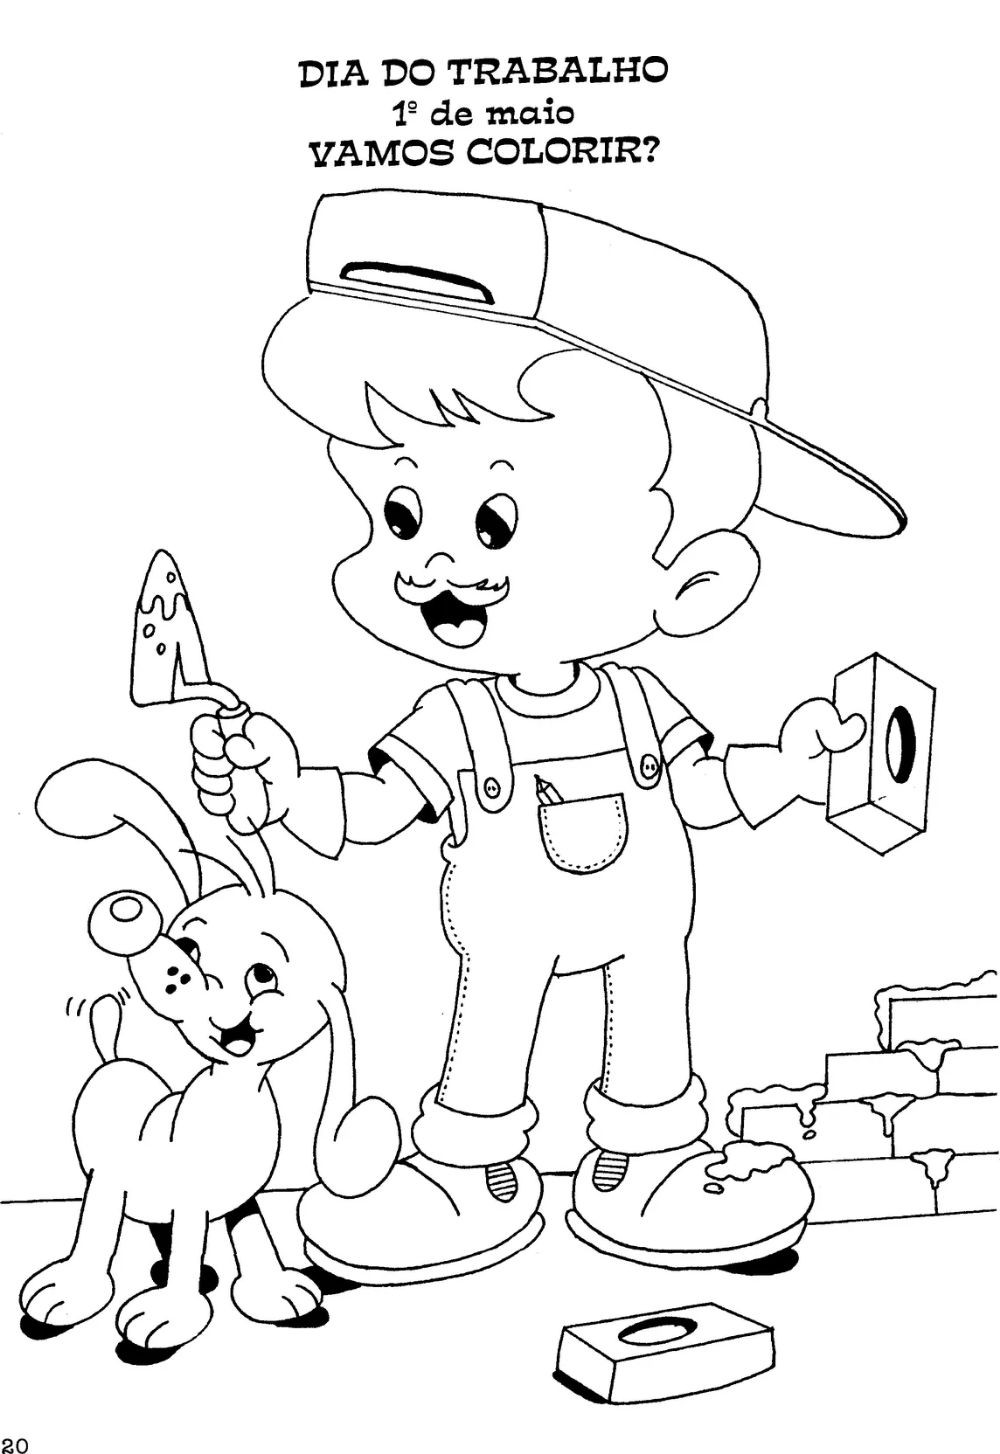 DIA DO TRABALHO
1º de maio
VAMOS COLORIR?
20